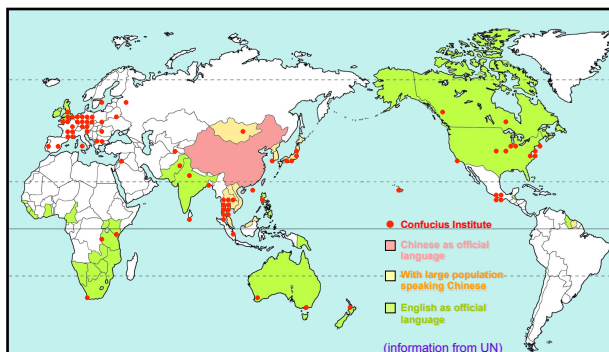 Confucius Institute
Chinese as official
language
With large population
speaking Chinese
English as official
language
(information from UN)